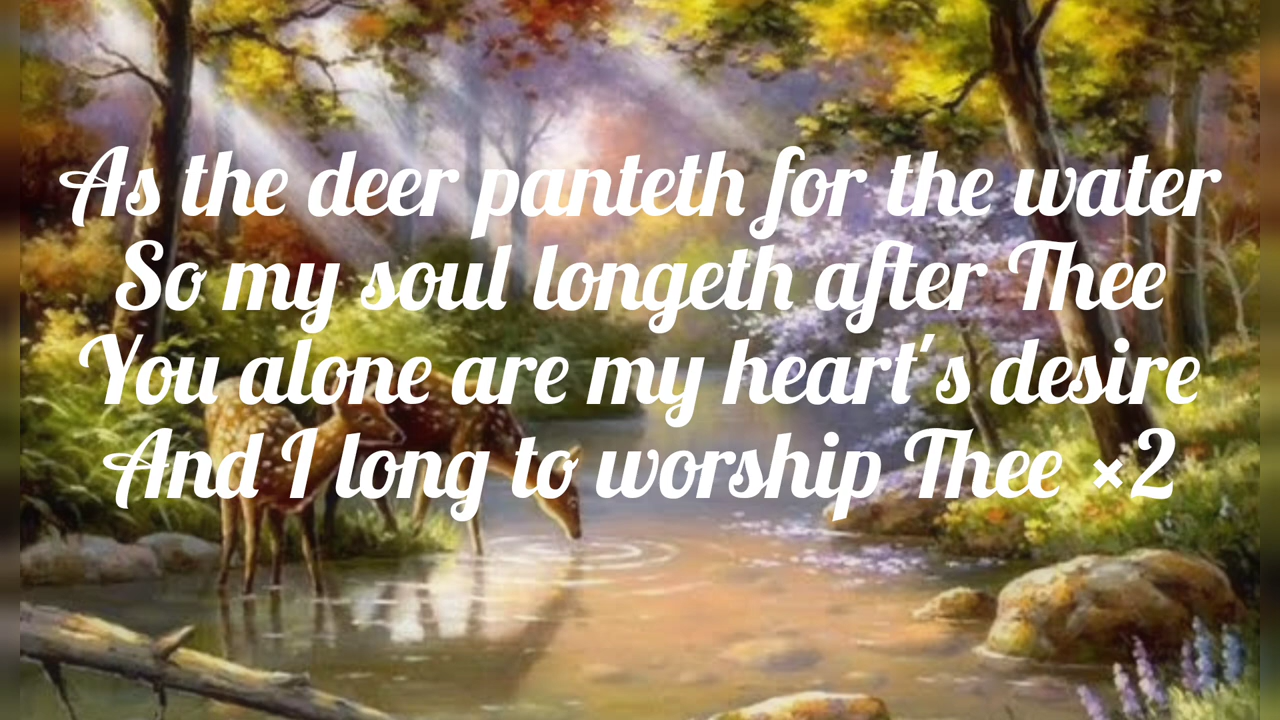 As the deer panteth for the water
So my soul longeth after Thee
You alone are my heart's desire
And I long to worship Thee ×2